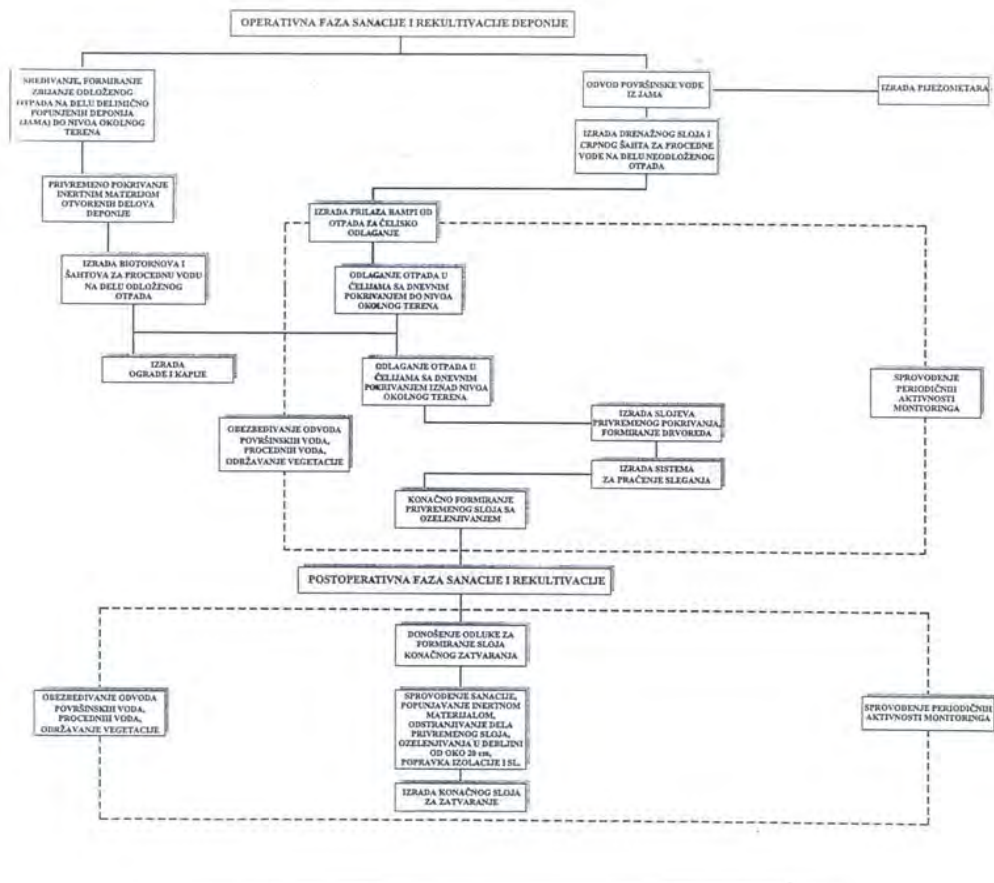 OPERATIVNA FAZA SANACIJE I REKULTIVACIJE DEPONIJE
SREĐIVANJE, FORMIRANJE
ZBIJANJE ODLOŽENOG
OTPADA NA DELU DELIMIČNO
POPUNJENIH DEPONIJA
(JAMA) DO NIVOA OKOLNOG
TERENA
ODVOD POVRŠINSKE VODE
IZ JAMA
IZRADA PIJEZOMETARA
IZRADA DRENAŽNOG SLOJA I
CRPNOG ŠAHTA ZA PROCEDNE
VODE NA DELU NEODLOŽENOG
OTPADA
PRIVREMENO POKRIVANJE
INERTNIM MATERIJOM
OTVORENIH DELOVA
DEPONIJE
IZRADA PRILAZA RAMPI OD
OTPADA ZA ĆELISKO
ODLAGANJE
IZRADA BIOTORNOVA I
ŠAHTOVA ZA PROCEDNU VODU
NA DELU ODLOŽENOG
OTPADA
ODLAGANJE OTPADA U
ĆELIJAMA SA DNEVNIM
POKRIVANJEM DO NIVOA
OKOLNOG TERENA
IZRADA
OGRADE I KAPIJE
ODLAGANJE OTPADA U
ĆELIJAMA SA DNEVNIM
POKRIVANJEM IZNAD NIVOA
OKOLNOG TERENA
SPROVOĐENJE
PERIODIČNIH
AKTIVNOSTI
MONITORINGA
IZRADA SLOJEVA
PRIVREMENOG POKRIVANJA,
FORMIRANJE DRVOREDA
OBEZBEĐIVANJE ODVODA
POVRŠINSKIH VODA,
PROCEDNIH VODA,
ODRŽAVANJE VEGETACIJE
IZRADA SISTEMA
ZA PRAĆENJE SLEGANJA
KONAČNO FORMIRANJE
PRIVREMENOG SLOJA SA
OZELENJIVANJEM
POSTOPERATIVNA FAZA SANACIJE I REKULTIVACIJE
DONOŠENJE ODLUKE ZA
FORMIRANJE SLOJA
KONAČNOG ZATVARANJA
OBEZBEĐIVANJE ODVODA
POVRŠINSKIH VODA,
PROCEDNIH VODA,
ODRŽAVANJE VEGETACIJE
SPROVOĐENJE SANACIJE,
POPUNJAVANJE INERTNOM
MATERIJALOM,
ODSTRANJIVANJE DELA
PRIVREMENOG SLOJA,
OZELENJIVANJA U DEBLJINI
OD OKO 20 cm,
POPRAVKA IZOLACIJE I SL.
SPROVOĐENJE PERIODIČNIH
AKTIVNOSTI MONITORINGA
IZRADA KONAČNOG SLOJA
ZA ZATVARANJE